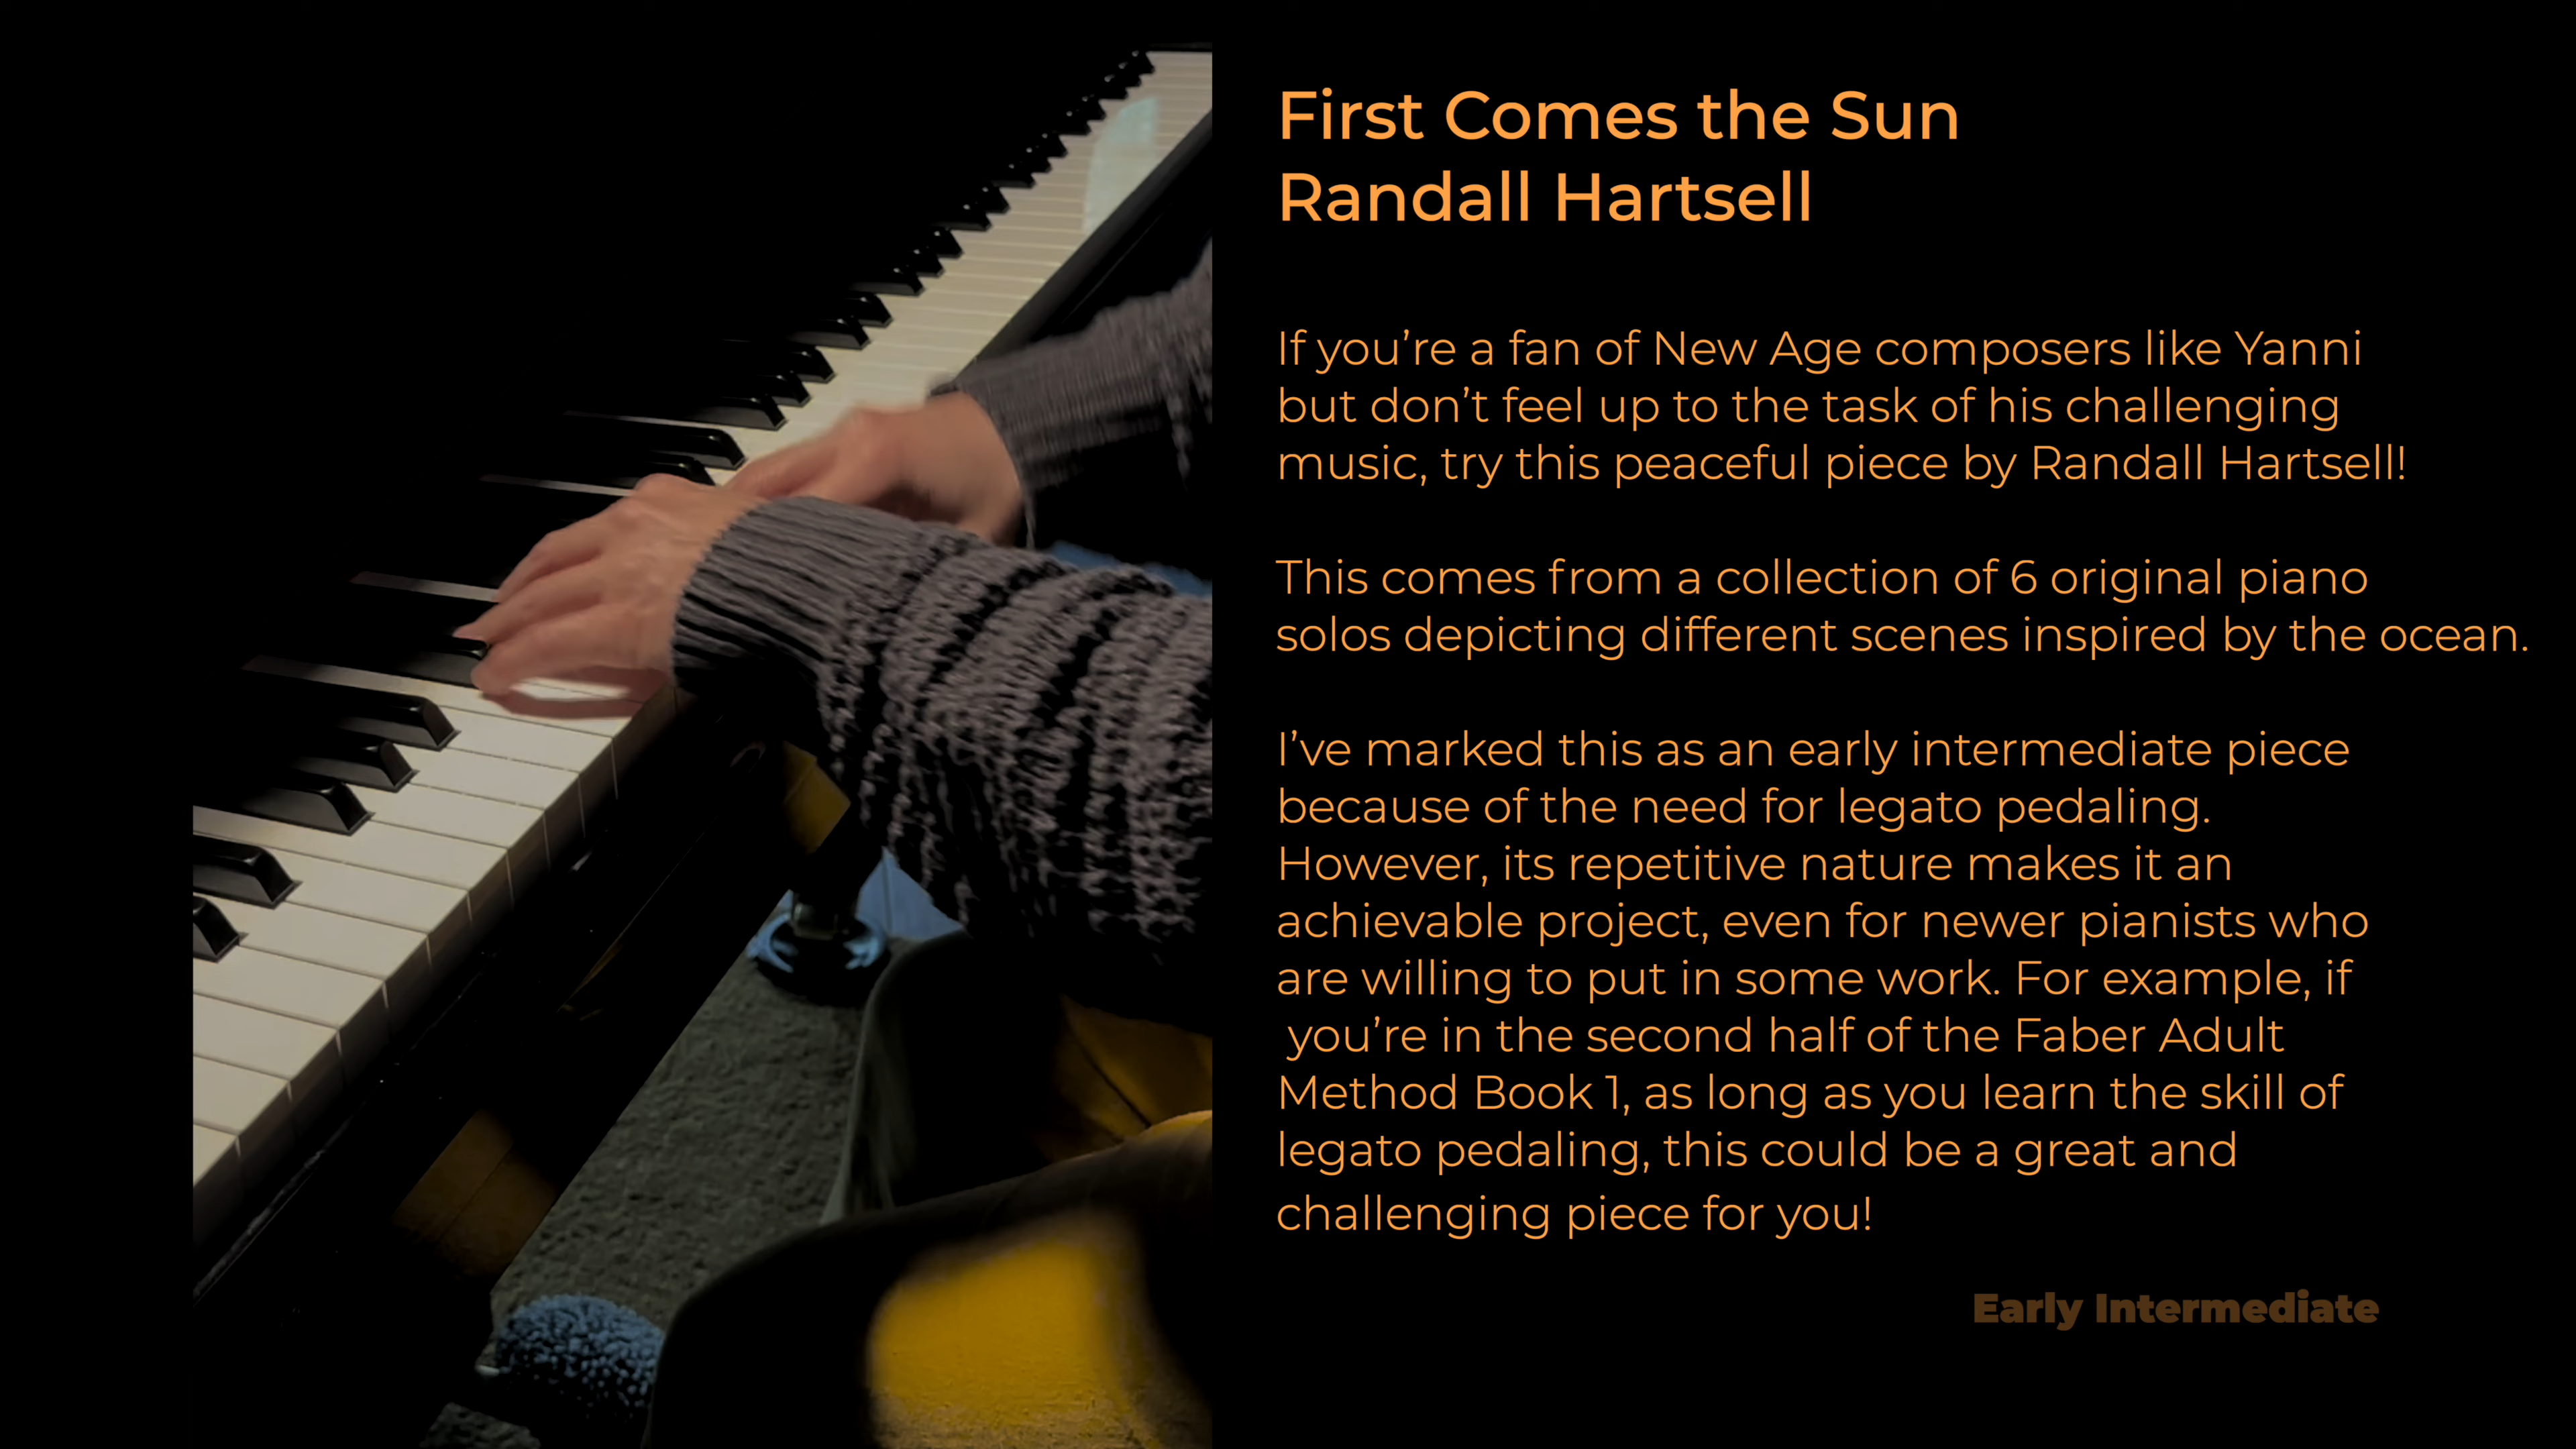 First Comes the Sun
Randall Hartsell
If you’re a fan of New Age composers like Yanni
but don’t feel up to the task of his challenging
music, try this peaceful piece by Randall Hartsell!
This comes from a collection of 6 original piano
solos depicting different scenes inspired by the ocean.
I’ve marked this as an early intermediate piece
because of the need for legato pedaling.
However, its repetitive nature makes it an
achievable project, even for newer pianists who
are willing to put in some work. For example, if
you’re in the second half of the Faber Adult
Method Book 1, as long as you learn the skill of
legato pedaling, this could be a great and
challenging piece for you!
Early Intermediate